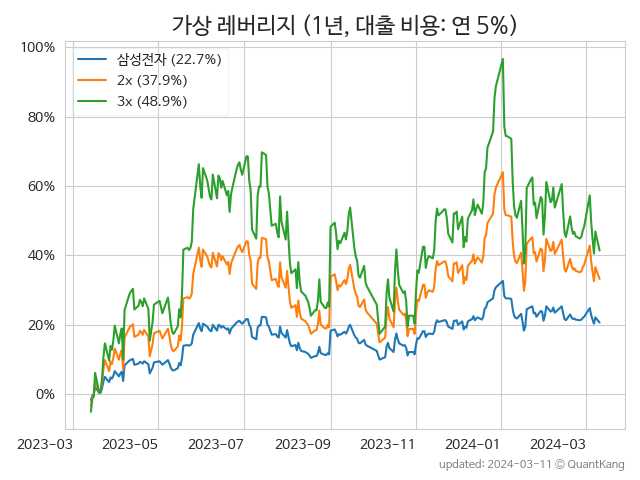 가상 레버리지 (1년, 대출 비용: 연 5%)
삼성전자 (22.7%)
2x (37.9%)
3x (48.9%)
100%
80%
60%
40%
20%
0%
2023-03 2023-05 2023-07 2023-09 2023-11 2024-01 2024-03
updated: 2024-03-11 © QuantKang